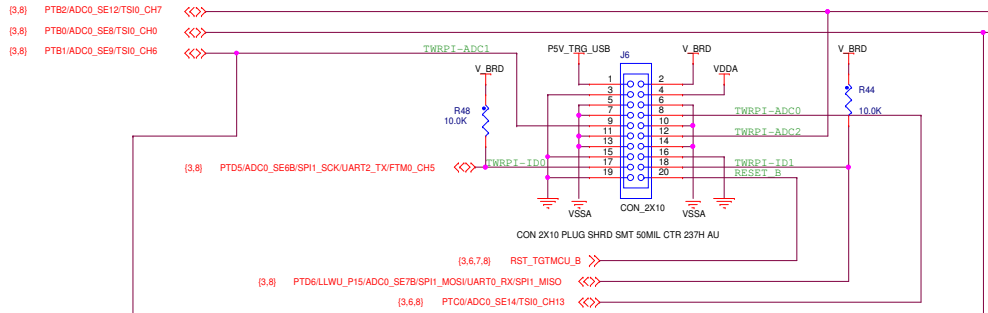 {3,8} PTB2/ADC0_SE12/TSI0_CH7
{3,8} PTB0/ADC0_SE8/TSI0_CH0
{3,8} PTB1/ADC0_SE9/TSI0_CH6
TWRPI-ADC1
P5V_TRG_USB
J6
V_BRD
V_BRD
V_BRD
VDDA
1 2
3 4
5 6
7 8
9 10
11 12
13 14
15 16
17 18
19 20
R48
10.0K
R44
10.0K
TWRPI-ADC0
TWRPI-ADC2
{3,8} PTD5/ADC0_SE6B/SPI1_SCK/UART2_TX/FTM0_CH5
TWRPI-ID0
TWRPI-ID1
RESET_B
VSSA
CON_2X10
VSSA
CON 2X10 PLUG SHRD SMT 50MIL CTR 237H AU
{3,6,7,8} RST_TGTMCU_B
{3,8} PTD6/LLWU_P15/ADC0_SE7B/SPI1_MOSI/UART0_RX/SPI1_MISO
{3,6,8} PTC0/ADC0_SE14/TSI0_CH13